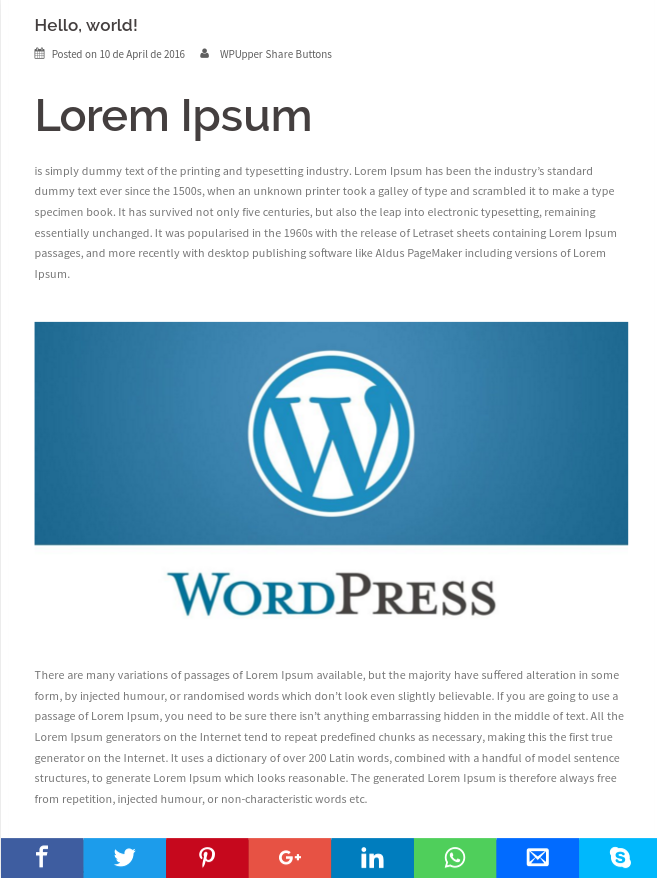 Hello, world!
Posted on 10 de April de 2016 WPUpper Share Buttons
Lorem Ipsum
is simply dummy text of the printing and typesetting industry. Lorem Ipsum has been the industry’s standard
dummy text ever since the 1500s, when an unknown printer took a galley of type and scrambled it to make a type
specimen book. It has survived not only five centuries, but also the leap into electronic typesetting, remaining
essentially unchanged. It was popularised in the 1960s with the release of Letraset sheets containing Lorem Ipsum
passages, and more recently with desktop publishing software like Aldus PageMaker including versions of Lorem
Ipsum.
W
WORDPRESS
There are many variations of passages of Lorem Ipsum available, but the majority have suffered alteration in some
form, by injected humour, or randomised words which don’t look even slightly believable. If you are going to use a
passage of Lorem Ipsum, you need to be sure there isn’t anything embarrassing hidden in the middle of text. All the
Lorem Ipsum generators on the Internet tend to repeat predefined chunks as necessary, making this the first true
generator on the Internet. It uses a dictionary of over 200 Latin words, combined with a handful of model sentence
structures, to generate Lorem Ipsum which looks reasonable. The generated Lorem Ipsum is therefore always free
from repetition, injected humour, or non-characteristic words etc.
f G+ in S